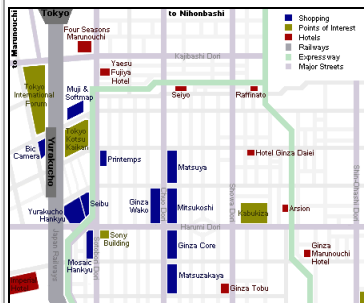 Tokyo
to Nihonbashi
to Marunouchi
Four Seasons
Marunouchi
Shopping
Points of Interest
Hotels
Railways
Expressway
Major Streets
Kajibashi Dori
Yaesu
Fujiya
Hotel
Tokyo
International
Forum
Muji &
Softmap
Seiyo
Raffinato
Tokyo
Kotsu
Kaikan
Yurakucho
Bic
Camera
Printemps
Hotel Ginza Daiei
Matsuya
Chuo Dori
Showa Dori
Yurakucho
Hankyu
Seibu
Ginza
Wako
Mitsukoshi
Kabukiza
Arsion
Harumi Dori
Sony
Building
Mosaic
Hankyu
Ginza Core
Ginza
Marunouchi
Hotel
Matsuzakaya
Ginza Tobu